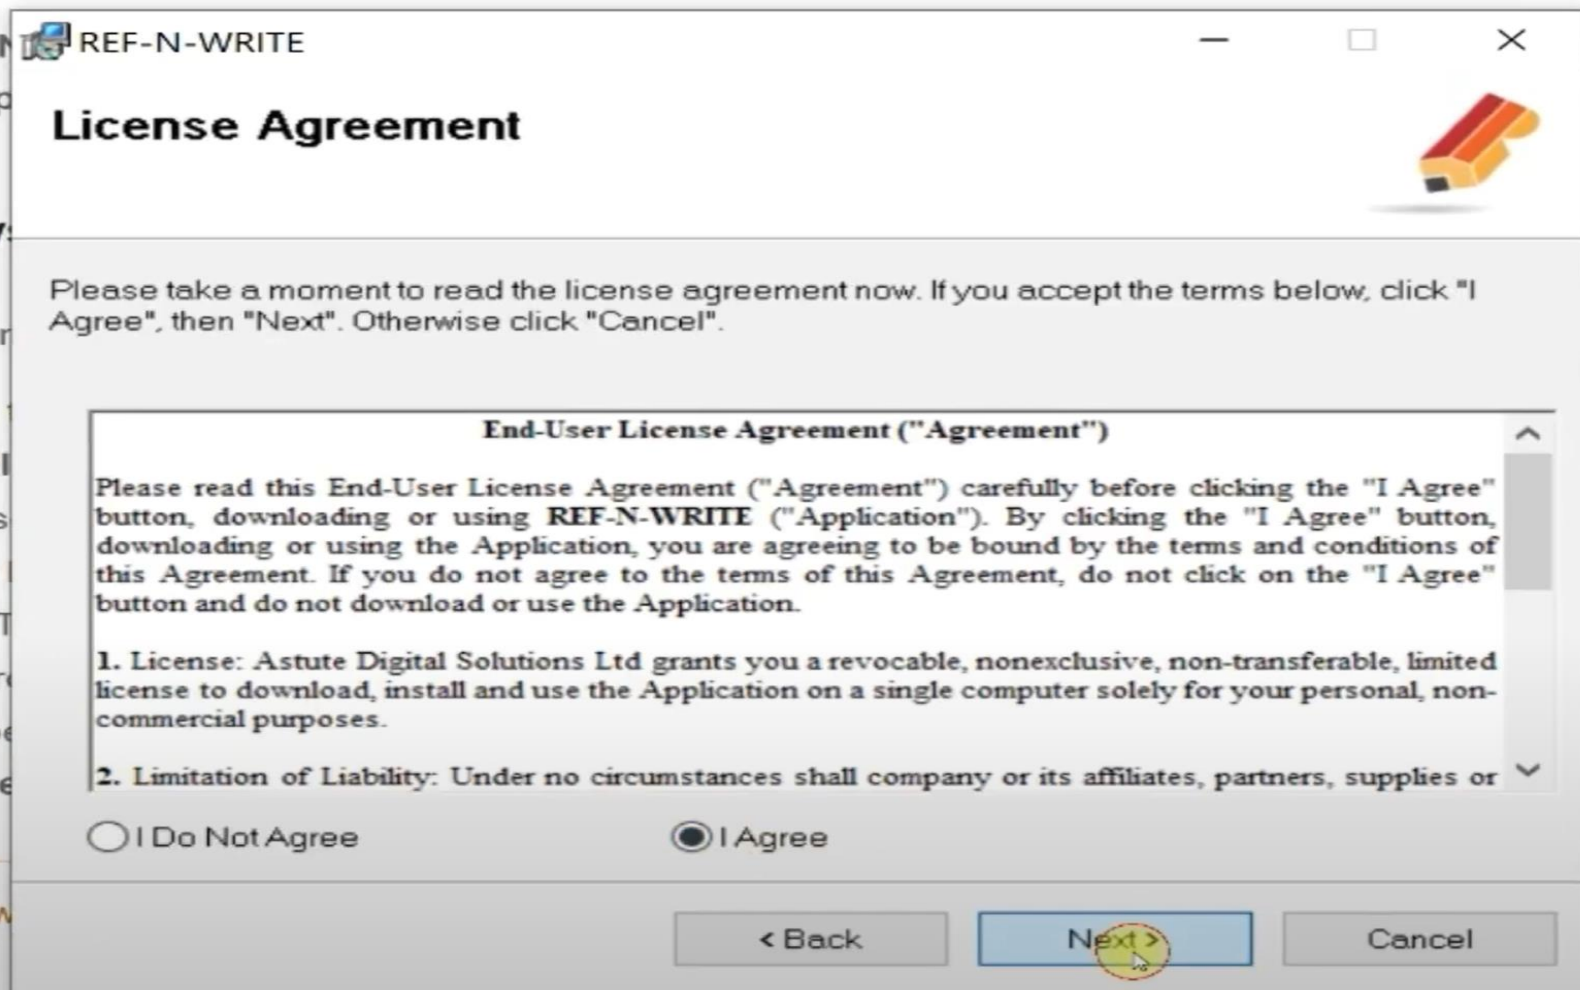 REF-N-WRITE
License Agreement
Please take a moment to read the license agreement now. If you accept the terms below, click "I
Agree", then "Next". Otherwise click "Cancel".
End-User License Agreement ("Agreement")
Please read this End-User License Agreement ("Agreement") carefully before clicking the "I Agree"
button, downloading or using REF-N-WRITE ("Application"). By clicking the "I Agree" button,
downloading or using the Application, you are agreeing to be bound by the terms and conditions of
this Agreement. If you do not agree to the terms of this Agreement, do not click on the "I Agree"
button and do not download or use the Application.
1. License: Astute Digital Solutions Ltd grants you a revocable, nonexclusive, non-transferable, limited
license to download, install and use the Application on a single computer solely for your personal, non-
commercial purposes.
2. Limitation of Liability: Under no circumstances shall company or its affiliates, partners, supplies or
I Do Not Agree
I Agree
< Back
Next >
Cancel